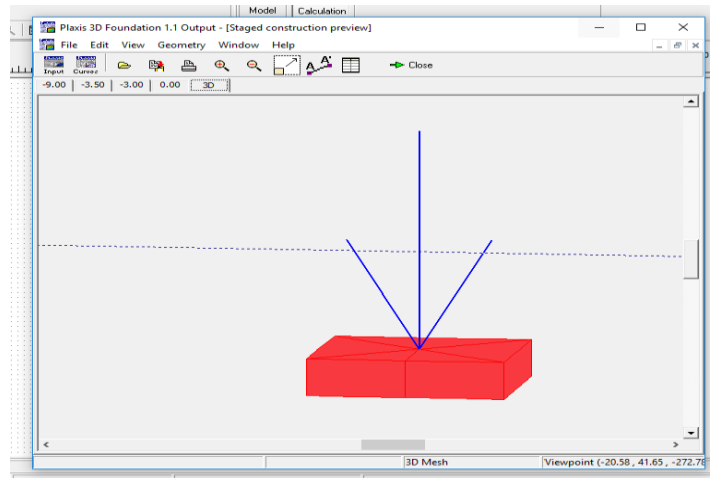 Model Calculation
Plaxis 3D Foundation 1.1 Output - [Staged construction preview]
File Edit View Geometry Window Help
Input Curves Close
-9.00 -3.50 -3.00 0.00 3D
3D Mesh Viewpoint (-20.58 , 41.65 , -272.78